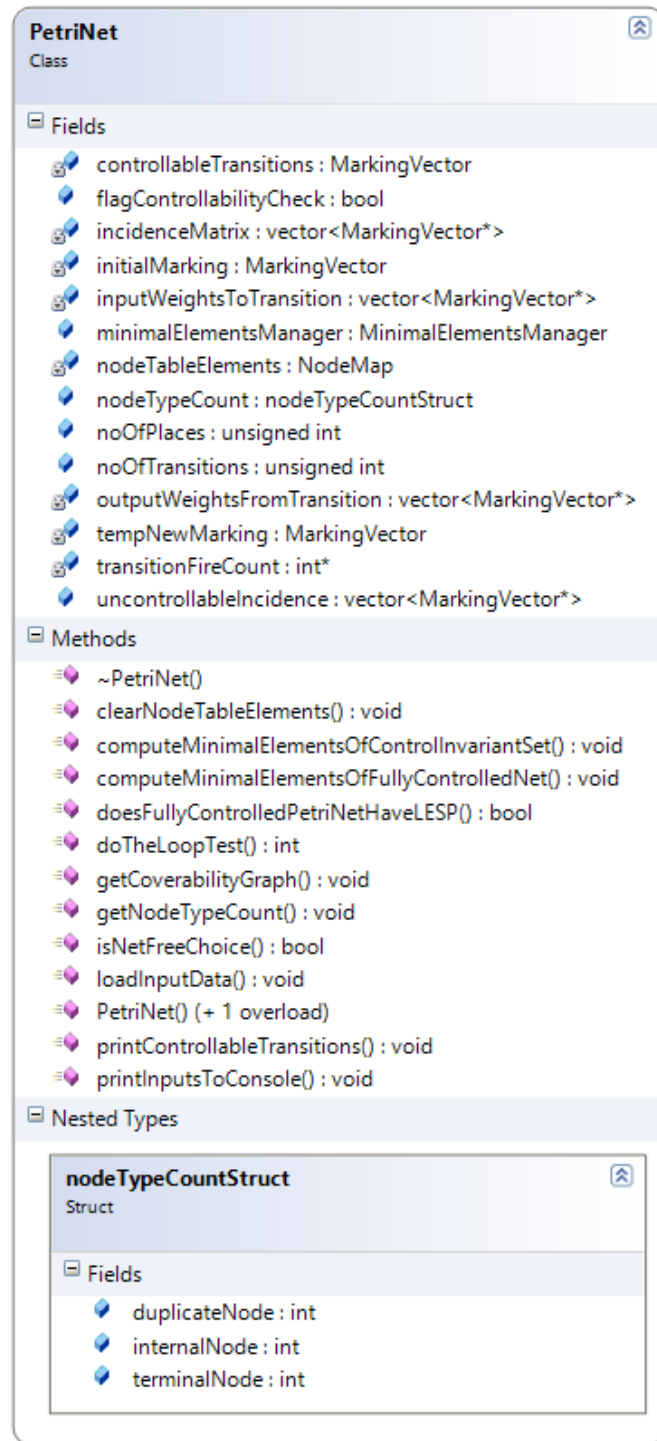 PetriNet
Class
Fields
controllableTransitions : MarkingVector
flagControllabilityCheck : bool
incidenceMatrix : vector<MarkingVector*>
initialMarking : MarkingVector
inputWeightsToTransition : vector<MarkingVector*>
minimalElementsManager : MinimalElementsManager
nodeTableElements : NodeMap
nodeTypeCount : nodeTypeCountStruct
noOfPlaces : unsigned int
noOfTransitions : unsigned int
outputWeightsFromTransition : vector<MarkingVector*>
tempNewMarking : MarkingVector
transitionFireCount : int*
uncontrollableIncidence : vector<MarkingVector*>
Methods
~PetriNet()
clearNodeTableElements() : void
computeMinimalElementsOfControlInvariantSet() : void
computeMinimalElementsOfFullyControlledNet() : void
doesFullyControlledPetriNetHaveLESP() : bool
doTheLoopTest() : int
getCoverabilityGraph() : void
getNodeTypeCount() : void
isNetFreeChoice() : bool
loadInputData() : void
PetriNet() (+ 1 overload)
printControllableTransitions() : void
printInputsToConsole() : void
Nested Types
nodeTypeCountStruct
Struct
Fields
duplicateNode : int
internalNode : int
terminalNode : int